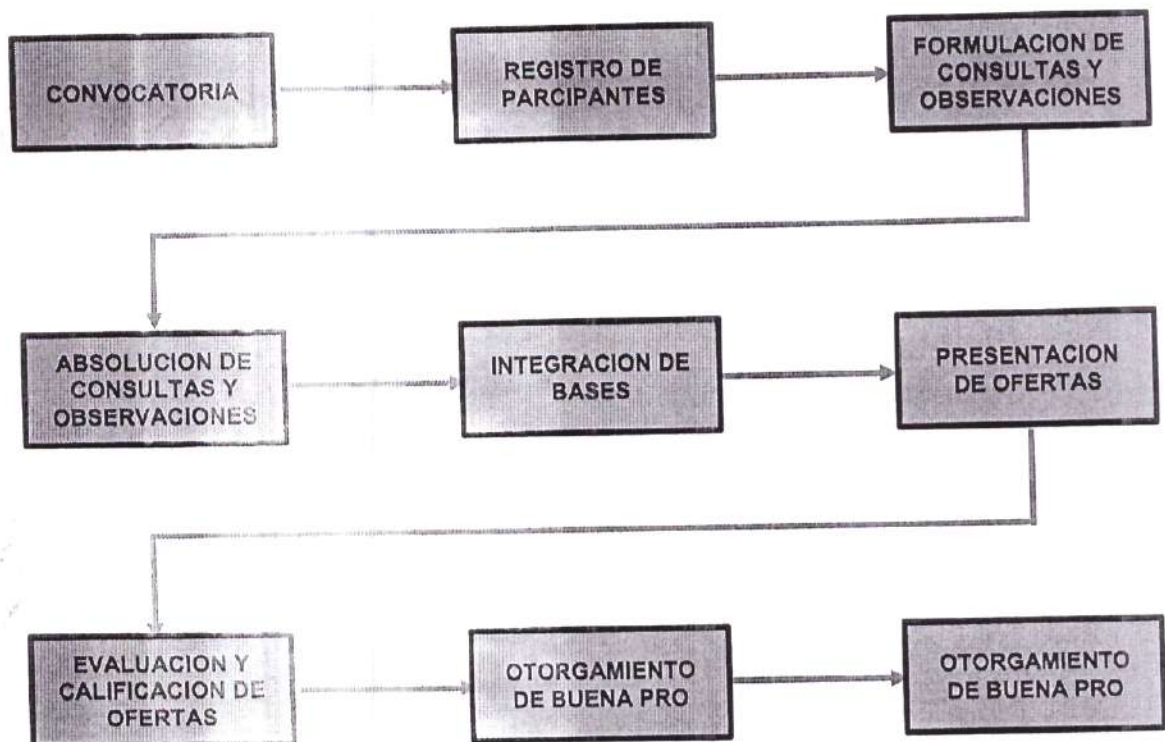 CONVOCATORIA
REGISTRO DE
PARCIPANTES
FORMULACION DE
CONSULTAS Y
OBSERVACIONES
ABSOLUCION DE
CONSULTAS Y
OBSERVACIONES
INTEGRACION DE
BASES
PRESENTACION
DE OFERTAS
EVALUACION Y
CALIFICACION DE
OFERTAS
OTORGAMIENTO
DE BUENA PRO
OTORGAMIENTO
DE BUENA PRO